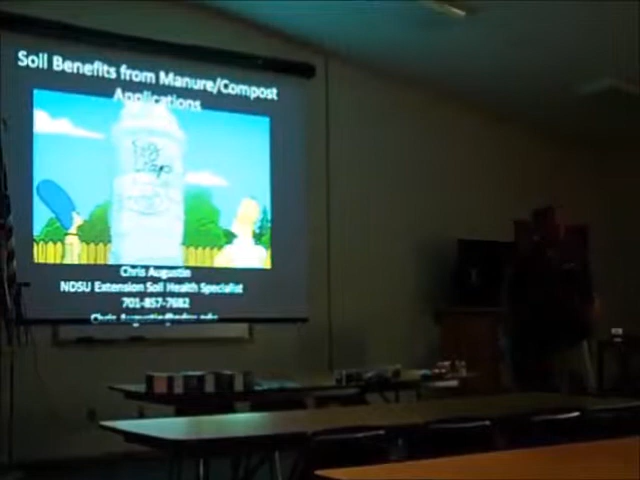 Soil Benefits from Manure/Compost
Applications
Chris Augustin
NDSU Extension Soil Health Specialist
701-857-7682